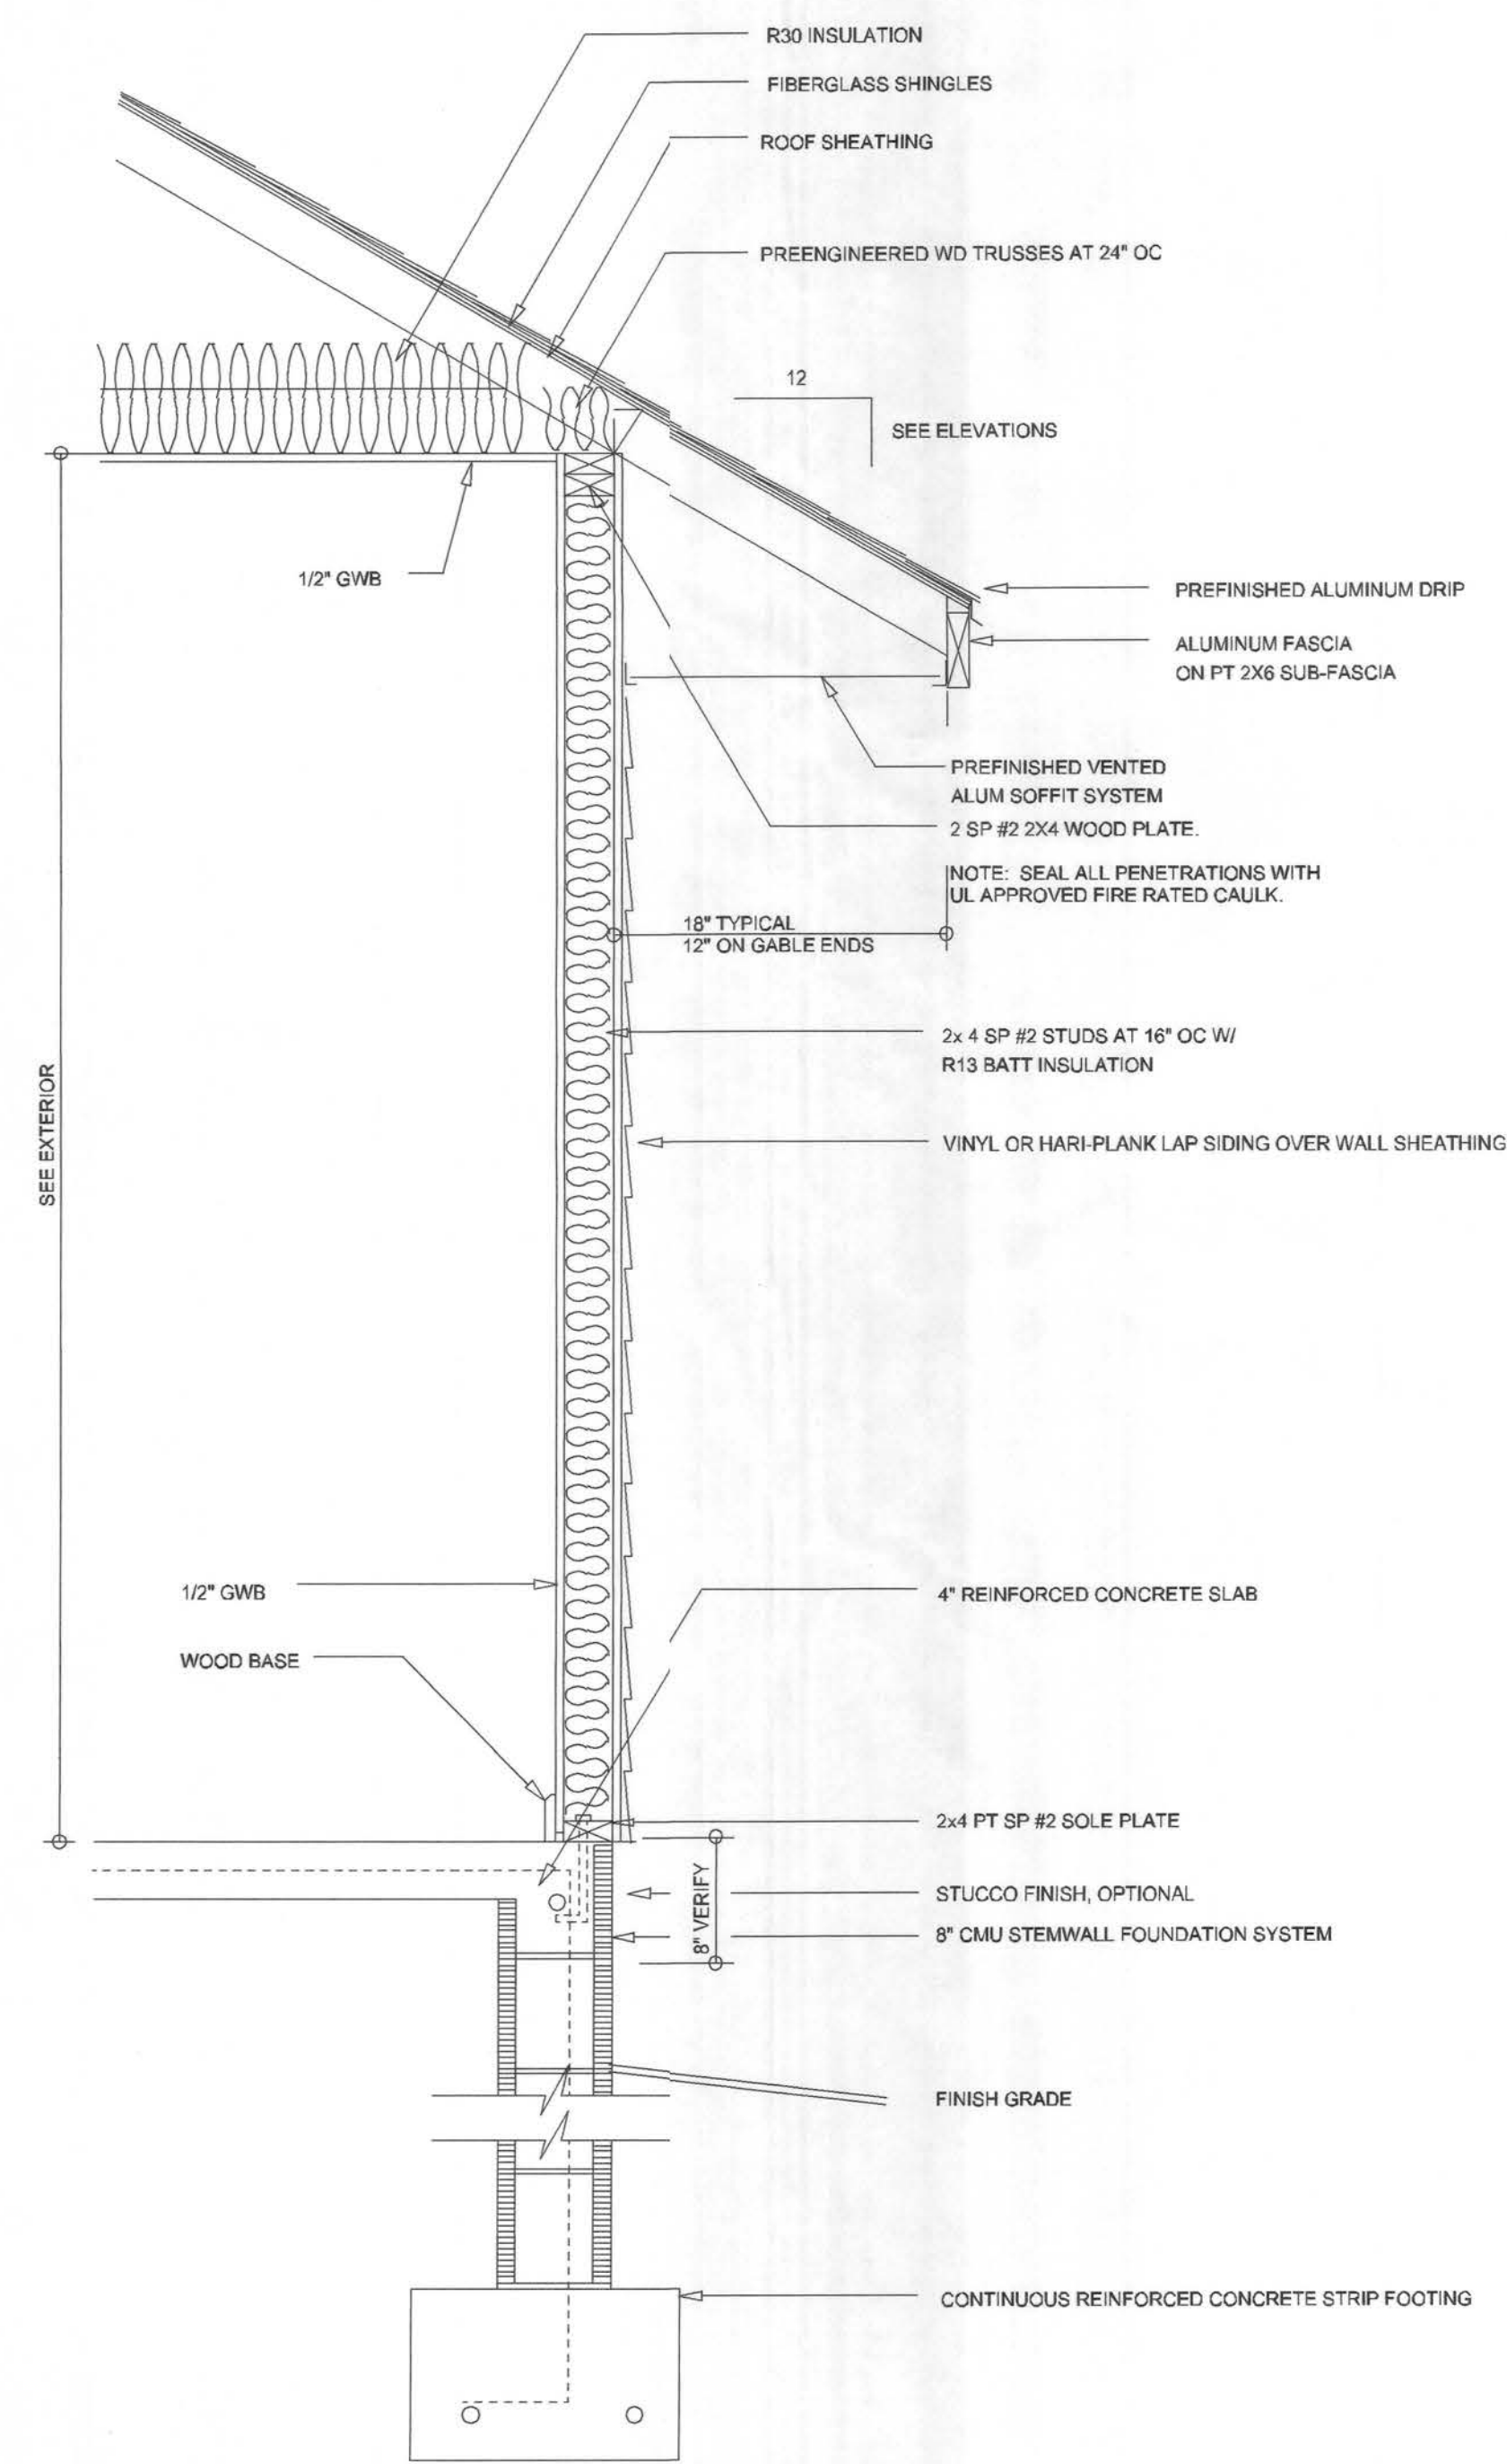 R30 INSULATION
FIBERGLASS SHINGLES
ROOF SHEATHING
PREENGINEERED WD TRUSSES AT 24" OC
12
SEE ELEVATIONS
1/2" GWB
PREFINISHED ALUMINUM DRIP
ALUMINUM FASCIA
ON PT 2X6 SUB-FASCIA
PREFINISHED VENTED
ALUM SOFFIT SYSTEM
2 SP #2 2X4 WOOD PLATE.
NOTE: SEAL ALL PENETRATIONS WITH
UL APPROVED FIRE RATED CAULK.
18" TYPICAL
12" ON GABLE ENDS
2x 4 SP #2 STUDS AT 16" OC W/
R13 BATT INSULATION
SEE EXTERIOR
VINYL OR HARI-PLANK LAP SIDING OVER WALL SHEATHING
1/2" GWB
4" REINFORCED CONCRETE SLAB
WOOD BASE
2x4 PT SP #2 SOLE PLATE
8" VERIFY
STUCCO FINISH, OPTIONAL
8" CMU STEMWALL FOUNDATION SYSTEM
FINISH GRADE
CONTINUOUS REINFORCED CONCRETE STRIP FOOTING